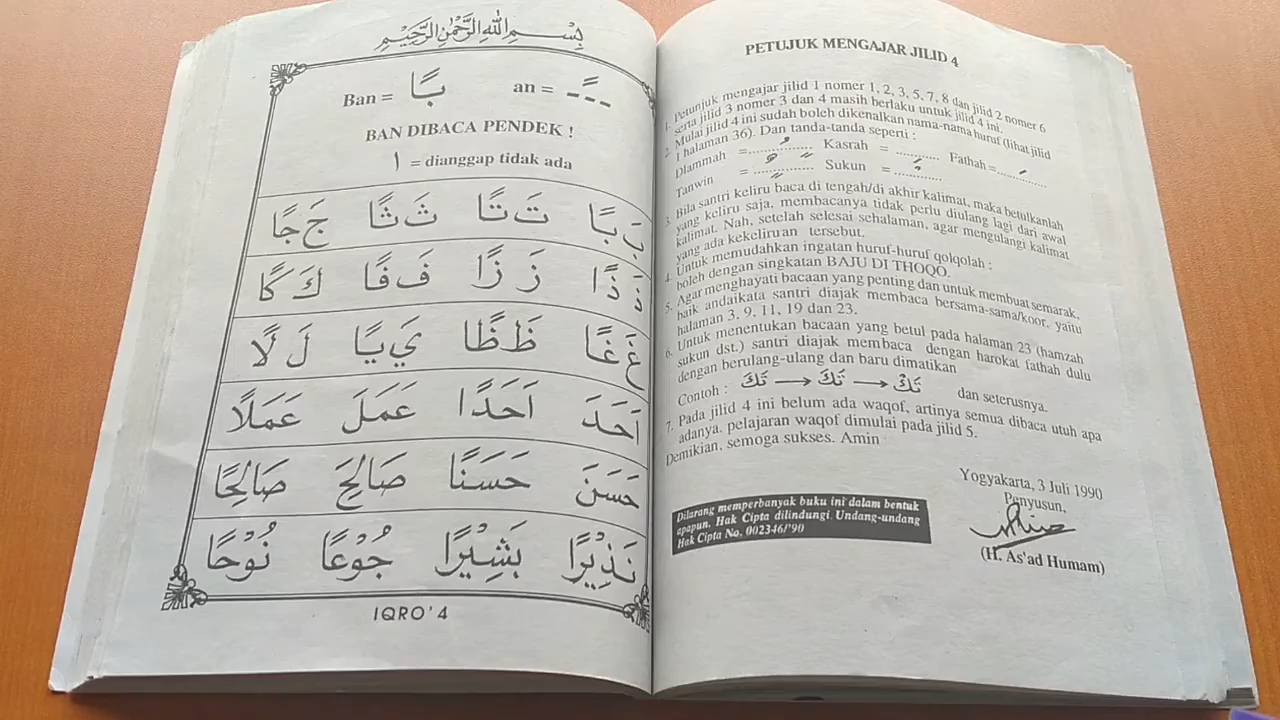 بِسْمِ اللهِ الرَّحْمٰنِ الرَّحِيْمِ
Ban = بًا an = ـًـ
BAN DIBACA PENDEK !
ا = dianggap tidak ada
بَ بًا تَ تًا ثَ ثًا جَ جًا
ذَ ذًا زَ زًا فَ فًا كَ كًا
غَ غًا ظَ ظًا يَ يًا لَ لًا
اَحَدَ اَحَدًا عَمَلَ عَمَلًا
حَسَنَ حَسَنًا صَالِحَ صَالِحًا
نَذِيْرًا بَشِيْرًا جُوْعًا نُوْحًا
IQRO' 4
PETUJUK MENGAJAR JILID 4
1. Petunjuk mengajar jilid 1 nomer 1, 2, 3, 5, 7, 8 dan jilid 2 nomer 6
serta jilid 3 nomer 3 dan 4 masih berlaku untuk jilid 4 ini.
2. Mulai jilid 4 ini sudah boleh dikenalkan nama-nama huruf (lihat jilid
1 halaman 36). Dan tanda-tanda seperti :
Dlammah =..ُ.. Kasrah = ........ Fathah =..َ..
Tanwin = ..ٌ..ً..ٍ.. Sukun = ..ْ..
3. Bila santri keliru baca di tengah/di akhir kalimat, maka betulkanlah
yang keliru saja, membacanya tidak perlu diulang lagi dari awal
kalimat. Nah, setelah selesai sehalaman, agar mengulangi kalimat
yang ada kekeliruan tersebut.
4. Untuk memudahkan ingatan huruf-huruf qolqolah :
boleh dengan singkatan BAJU DI THOQO.
5. Agar menghayati bacaan yang penting dan untuk membuat semarak,
baik andaikata santri diajak membaca bersama-sama/koor, yaitu
halaman 3, 9, 11, 19 dan 23.
6. Untuk menentukan bacaan yang betul pada halaman 23 (hamzah
sukun dst.) santri diajak membaca dengan harokat fathah dulu
dengan berulang-ulang dan baru dimatikan
Contoh : تَكَ → تَكَ → تَكْ dan seterusnya.
7. Pada jilid 4 ini belum ada waqof, artinya semua dibaca utuh apa
adanya. pelajaran waqof dimulai pada jilid 5.
Demikian, semoga sukses. Amin
Yogyakarta, 3 Juli 1990
Penyusun,
(H. As'ad Humam)
Dilarang memperbanyak buku ini dalam bentuk
apapun. Hak Cipta dilindungi Undang-undang
Hak Cipta No. 002346/'90